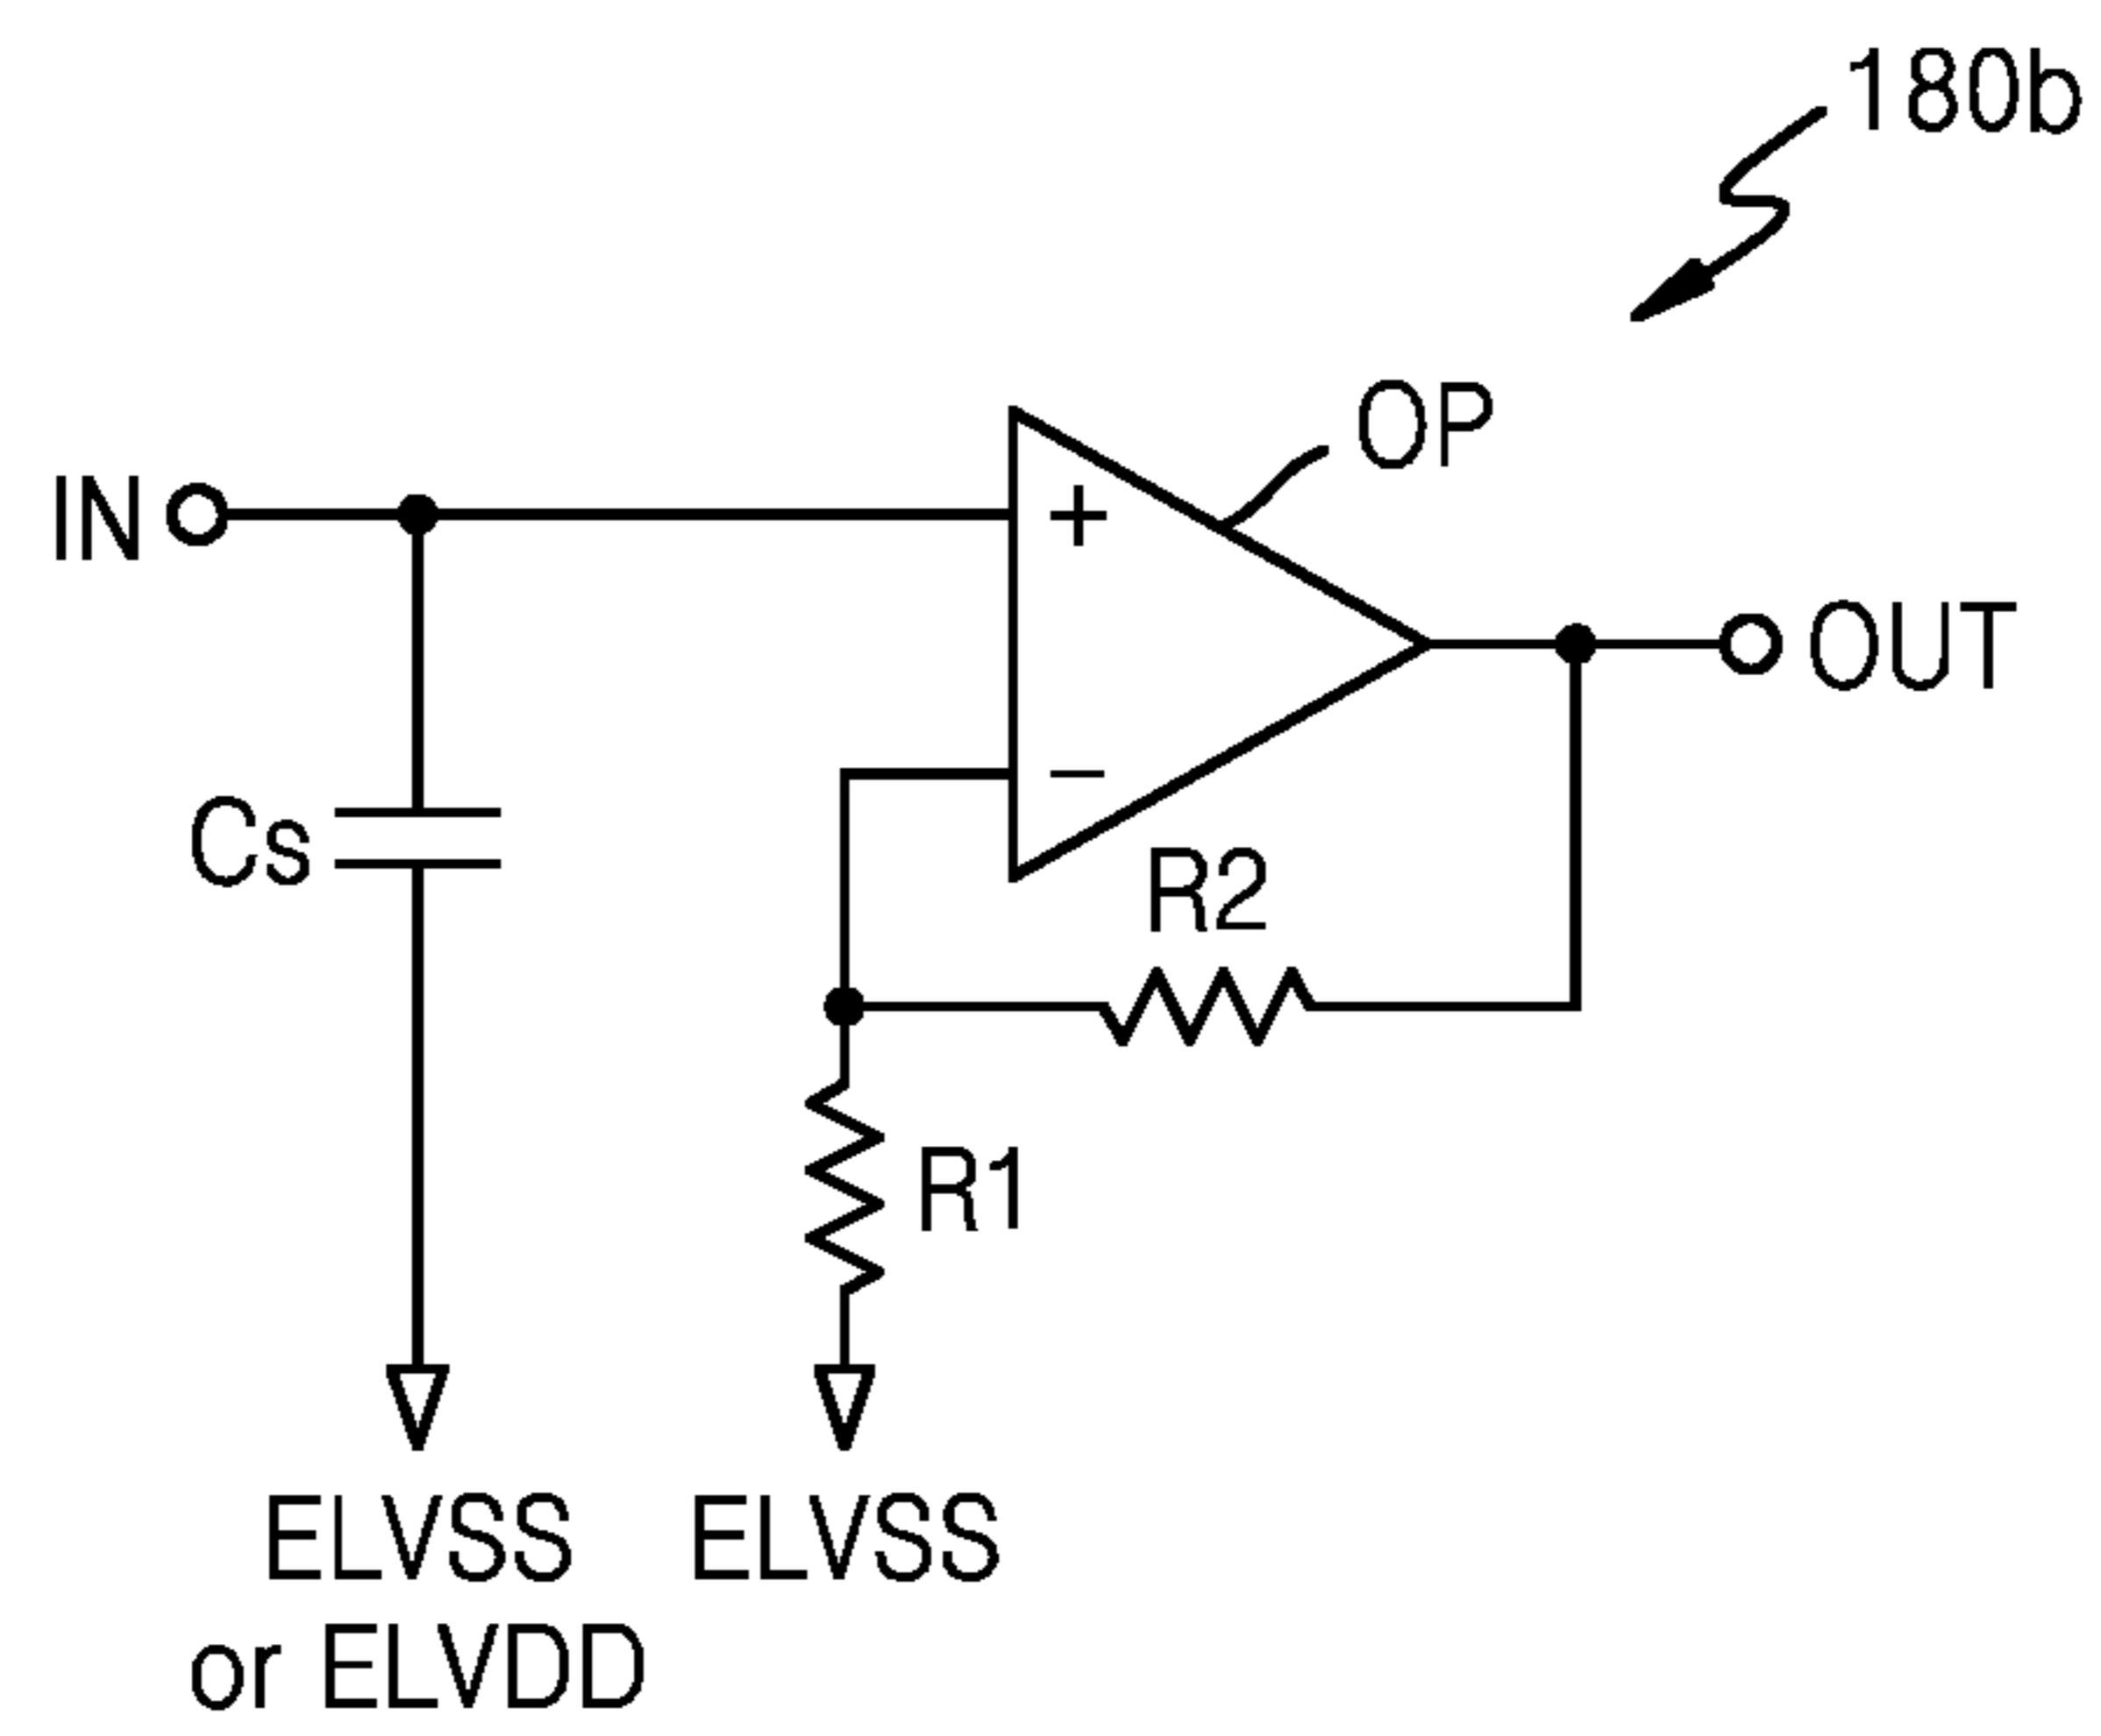 180b
OP
IN
+
OUT
−
Cs
R2
R1
ELVSS
or ELVDD
ELVSS